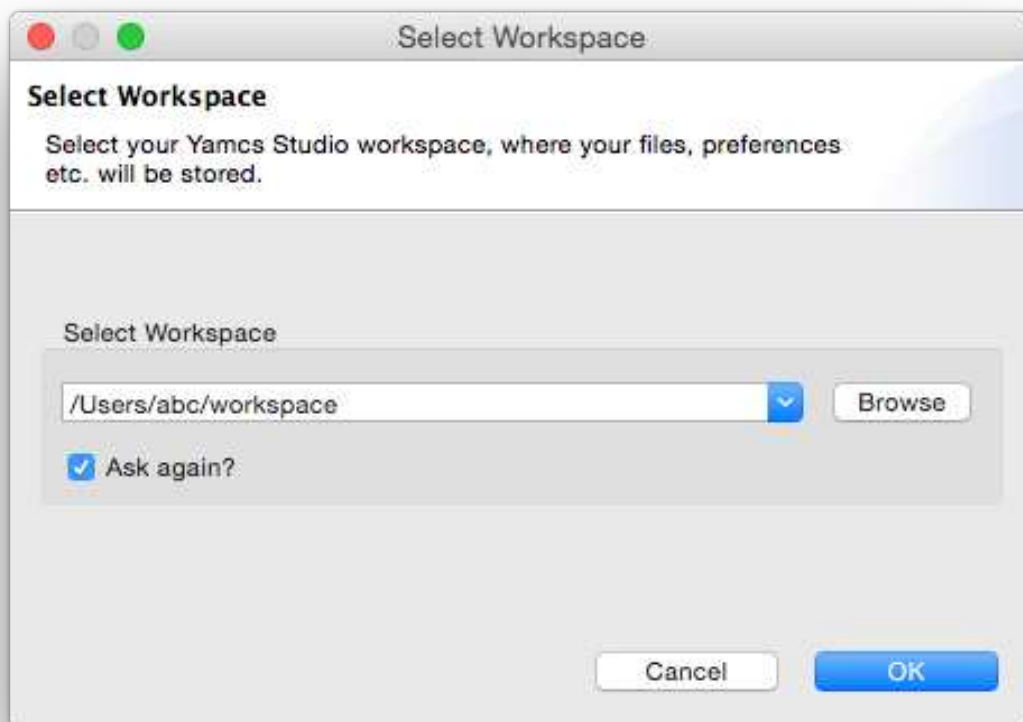 Select Workspace
Select Workspace
Select your Yamcs Studio workspace, where your files, preferences
etc. will be stored.
Select Workspace
/Users/abc/workspace
Browse
Ask again?
Cancel
OK